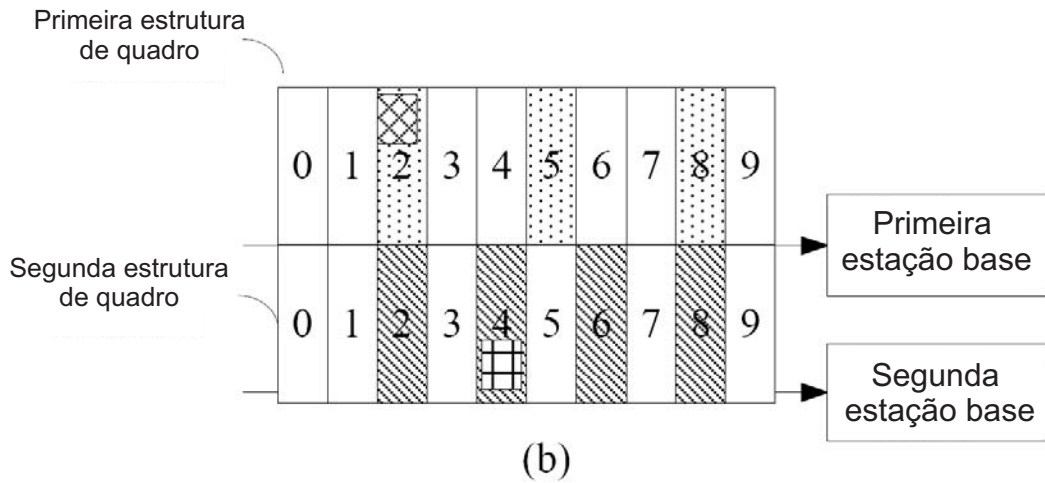 Primeira estrutura
de quadro
0 1 2 3 4 5 6 7 8 9
Primeira
estação base
Segunda estrutura
de quadro
0 1 2 3 4 5 6 7 8 9
Segunda
estação base
(b)